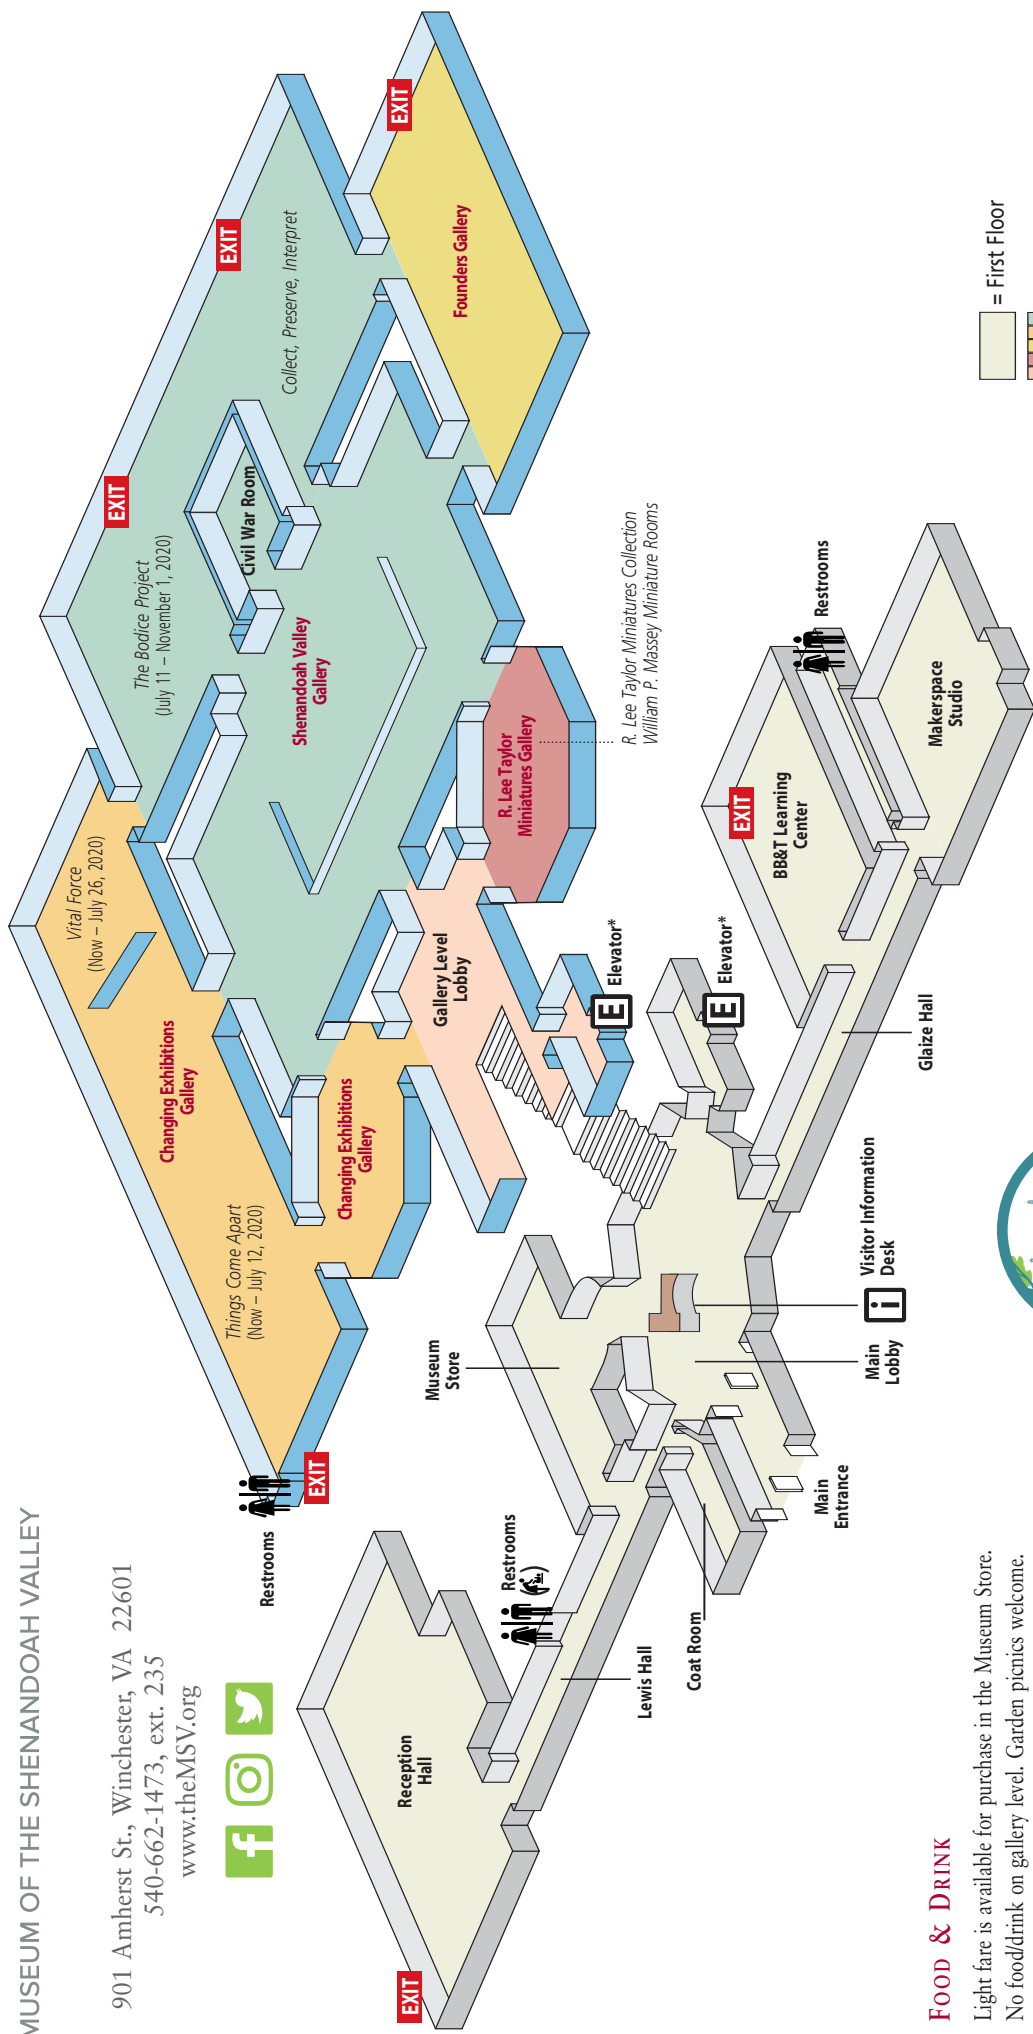 MUSEUM OF THE SHENANDOAH VALLEY
901 Amherst St., Winchester, VA 22601
540-662-1473, ext. 235
www.theMSV.org
Restrooms
EXIT
Things Come Apart
(Now – July 12, 2020)
Changing Exhibitions
Gallery
Vital Force
(Now – July 26, 2020)
Changing Exhibitions
Gallery
The Bodice Project
(July 11 – November 1, 2020)
EXIT
Shenandoah Valley
Gallery
Civil War Room
EXIT
Collect, Preserve, Interpret
EXIT
Founders Gallery
Gallery Level
Lobby
R. Lee Taylor
Miniatures Gallery
R. Lee Taylor Miniatures Collection
William P. Massey Miniature Rooms
E
Elevator*
E
Elevator*
EXIT
Reception
Hall
Restrooms
Lewis Hall
Coat Room
Museum
Store
Main
Entrance
Main
Lobby
i
Visitor Information
Desk
Glaize Hall
EXIT
BB&T Learning
Center
Restrooms
Makerspace
Studio
= First Floor
FOOD & DRINK
Light fare is available for purchase in the Museum Store.
No food/drink on gallery level. Garden picnics welcome.